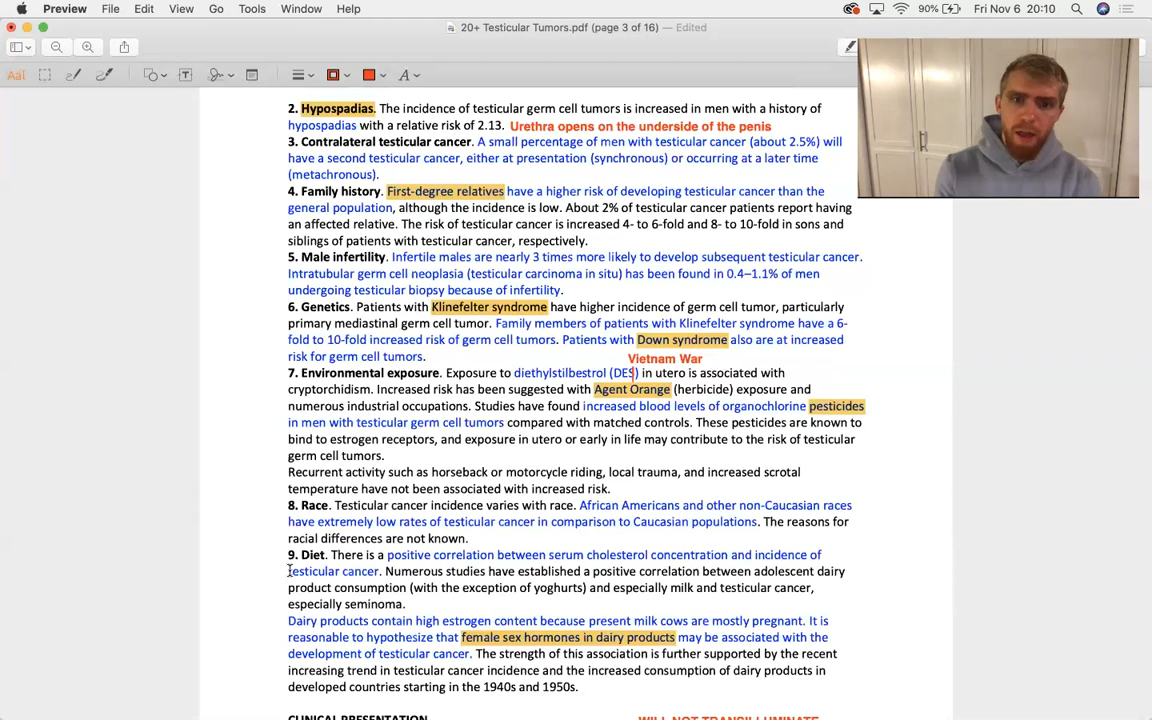 Preview File Edit View Go Tools Window Help 90% Fri Nov 6 20:10
20+ Testicular Tumors.pdf (page 3 of 16) — Edited
2. Hypospadias. The incidence of testicular germ cell tumors is increased in men with a history of
hypospadias with a relative risk of 2.13. Urethra opens on the underside of the penis
3. Contralateral testicular cancer. A small percentage of men with testicular cancer (about 2.5%) will
have a second testicular cancer, either at presentation (synchronous) or occurring at a later time
(metachronous).
4. Family history. First-degree relatives have a higher risk of developing testicular cancer than the
general population, although the incidence is low. About 2% of testicular cancer patients report having
an affected relative. The risk of testicular cancer is increased 4- to 6-fold and 8- to 10-fold in sons and
siblings of patients with testicular cancer, respectively.
5. Male infertility. Infertile males are nearly 3 times more likely to develop subsequent testicular cancer.
Intratubular germ cell neoplasia (testicular carcinoma in situ) has been found in 0.4–1.1% of men
undergoing testicular biopsy because of infertility.
6. Genetics. Patients with Klinefelter syndrome have higher incidence of germ cell tumor, particularly
primary mediastinal germ cell tumor. Family members of patients with Klinefelter syndrome have a 6-
fold to 10-fold increased risk of germ cell tumors. Patients with Down syndrome also are at increased
risk for germ cell tumors. Vietnam War
7. Environmental exposure. Exposure to diethylstilbestrol (DES) in utero is associated with
cryptorchidism. Increased risk has been suggested with Agent Orange (herbicide) exposure and
numerous industrial occupations. Studies have found increased blood levels of organochlorine pesticides
in men with testicular germ cell tumors compared with matched controls. These pesticides are known to
bind to estrogen receptors, and exposure in utero or early in life may contribute to the risk of testicular
germ cell tumors.
Recurrent activity such as horseback or motorcycle riding, local trauma, and increased scrotal
temperature have not been associated with increased risk.
8. Race. Testicular cancer incidence varies with race. African Americans and other non-Caucasian races
have extremely low rates of testicular cancer in comparison to Caucasian populations. The reasons for
racial differences are not known.
9. Diet. There is a positive correlation between serum cholesterol concentration and incidence of
testicular cancer. Numerous studies have established a positive correlation between adolescent dairy
product consumption (with the exception of yoghurts) and especially milk and testicular cancer,
especially seminoma.
Dairy products contain high estrogen content because present milk cows are mostly pregnant. It is
reasonable to hypothesize that female sex hormones in dairy products may be associated with the
development of testicular cancer. The strength of this association is further supported by the recent
increasing trend in testicular cancer incidence and the increased consumption of dairy products in
developed countries starting in the 1940s and 1950s.
CLINICAL PRESENTATION WILL NOT TRANSILLUMINATE